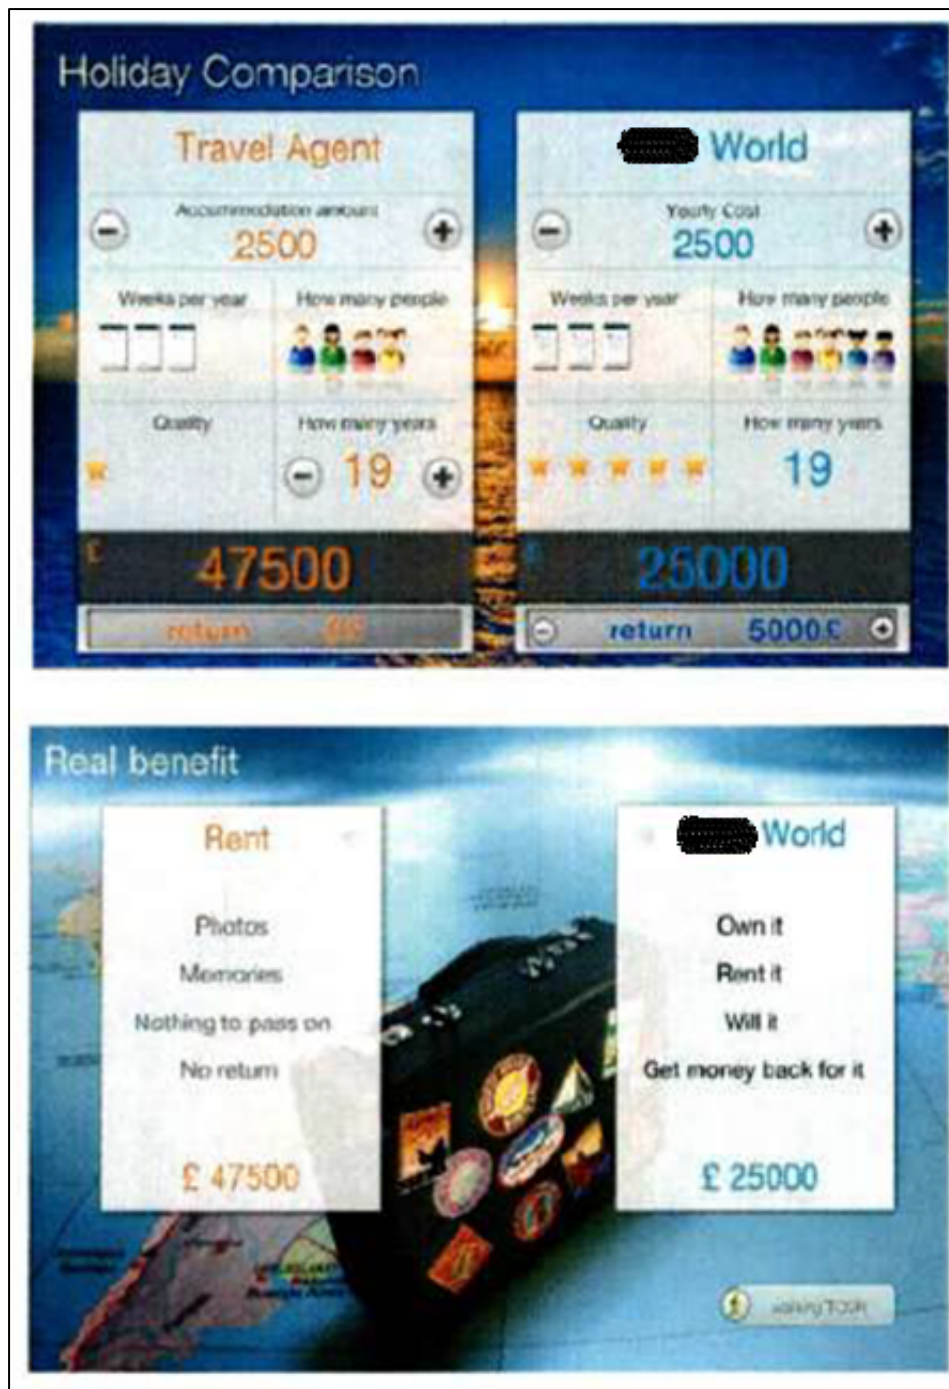 Holiday Comparison
Travel Agent
Accommodation amount
2500
Weeks per year How many people
Quality How many years
19
£ 47500
return
World
Yearly Cost
2500
Weeks per year How many people
Quality How many years
19
£ 25000
return 5000£
Real benefit
Rent
Photos
Memories
Nothing to pass on
No return
£ 47500
World
Own it
Rent it
Will it
Get money back for it
£ 25000
walking TOUR